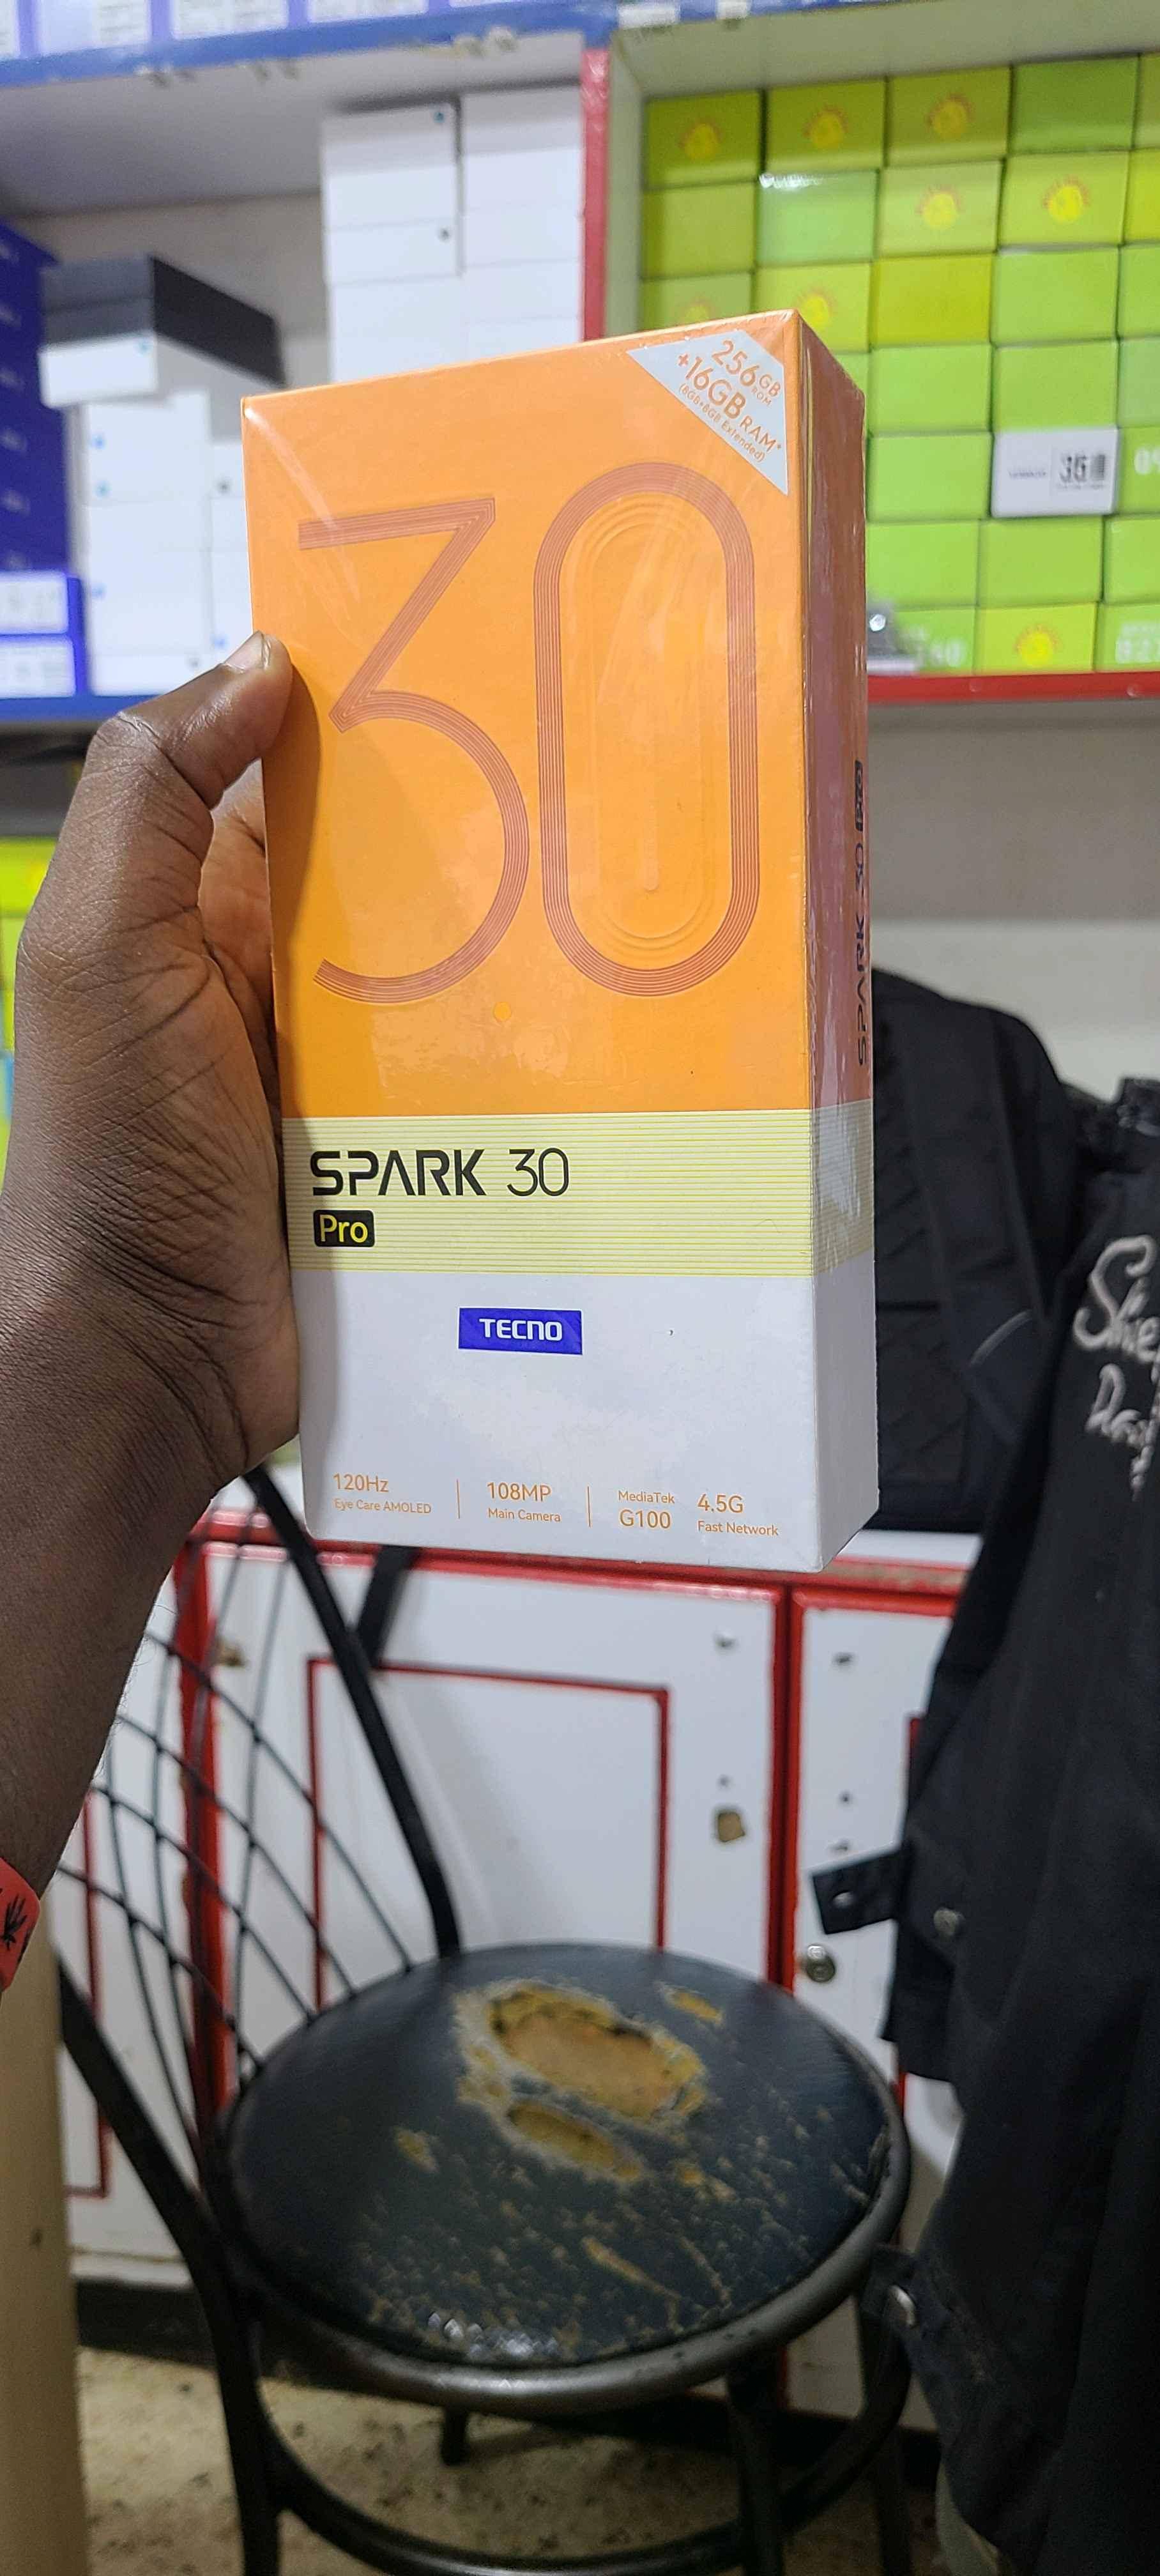 256GB
ROM
+16GB RAM*
(8GB+8GB Extended)
35
30
SPARK 30 Pro
SPARK 30
Pro
TECNO
120Hz
Eye Care AMOLED
108MP
Main Camera
MediaTek
G100
4.5G
Fast Network